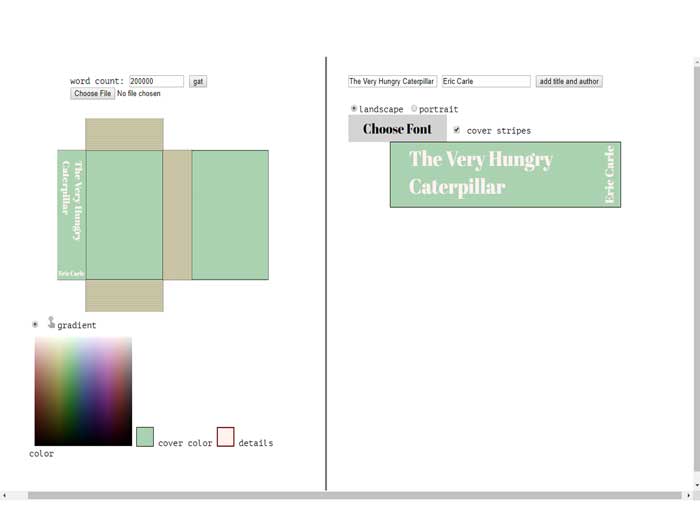 word count: 200000 gat
Choose File No file chosen
The Very Hungry
Caterpillar
Eric Carle
gradient
cover color details
color
The Very Hungry Caterpillar Eric Carle add title and author
landscape portrait
Choose Font cover stripes
The Very Hungry
Caterpillar
Eric Carle